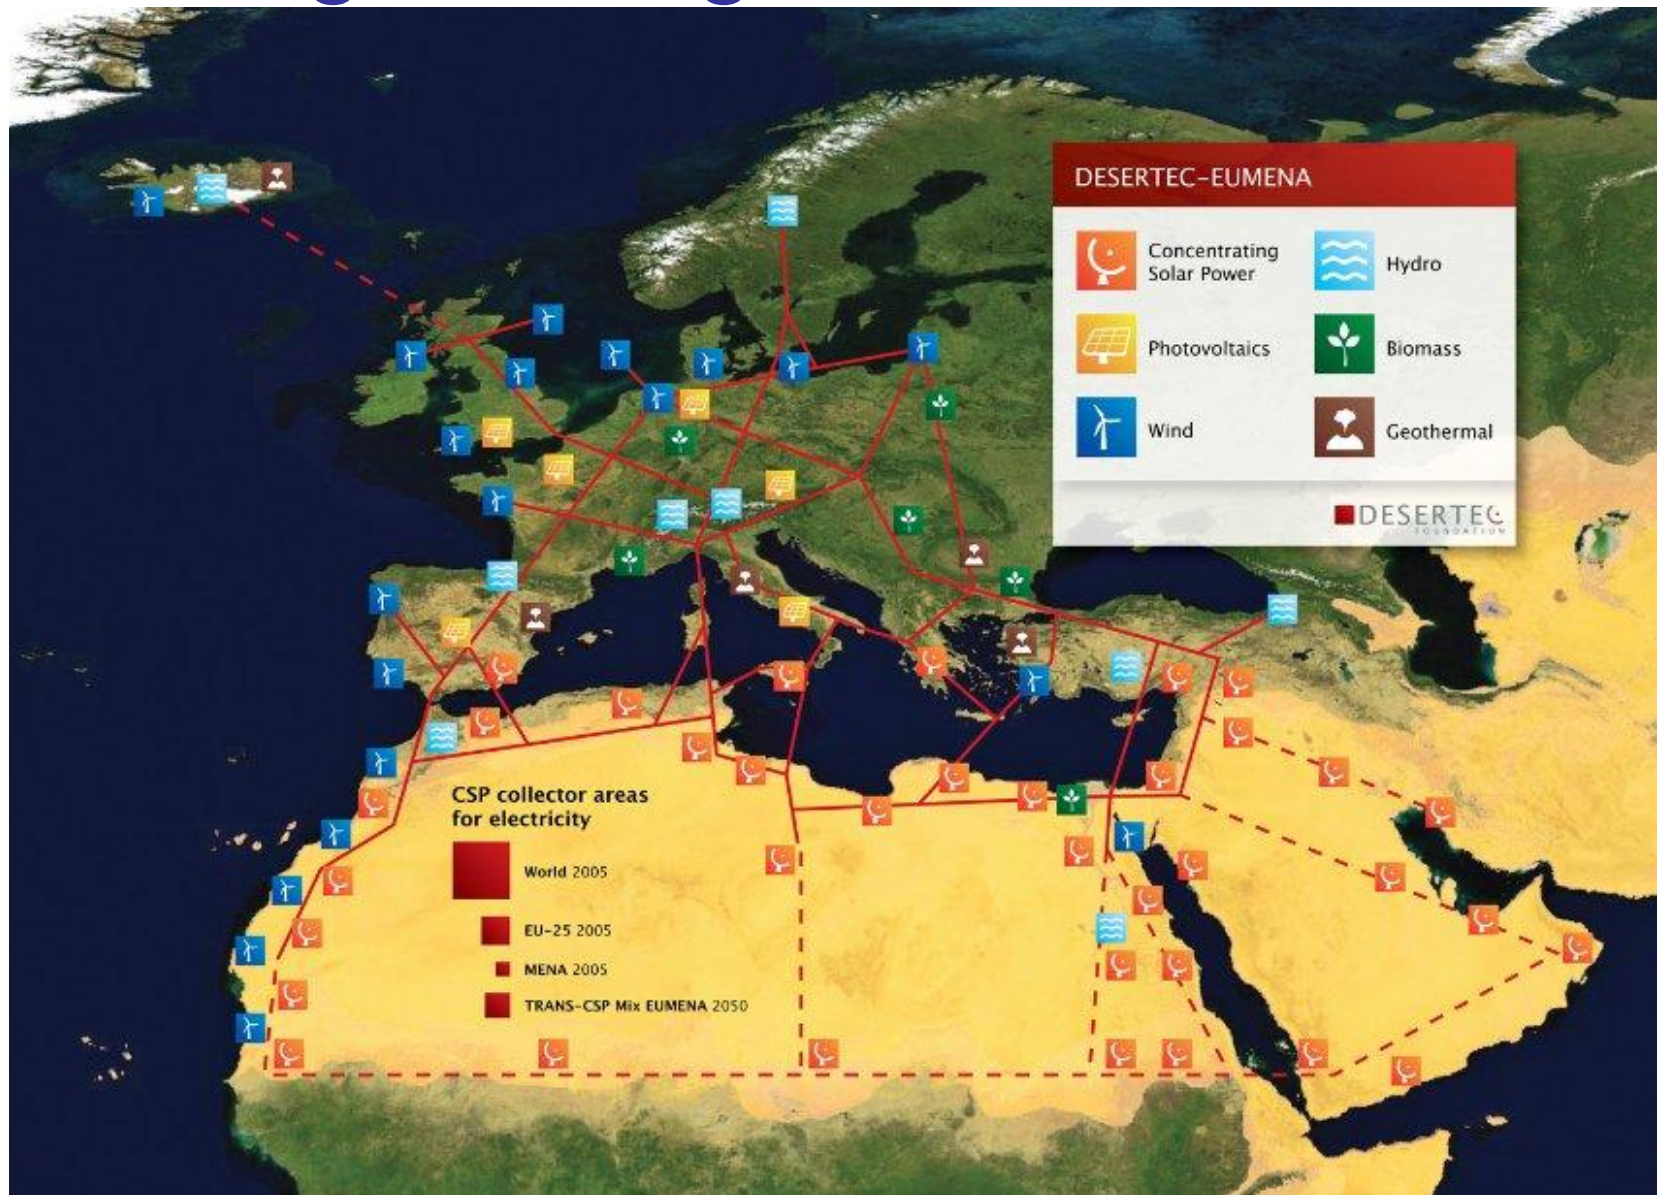 DESERTEC-EUMENA
Concentrating
Solar Power
Hydro
Photovoltaics
Biomass
Wind
Geothermal
DESERTEC
FOUNDATION
CSP collector areas
for electricity
World 2005
EU-25 2005
MENA 2005
TRANS-CSP Mix EUMENA 2050